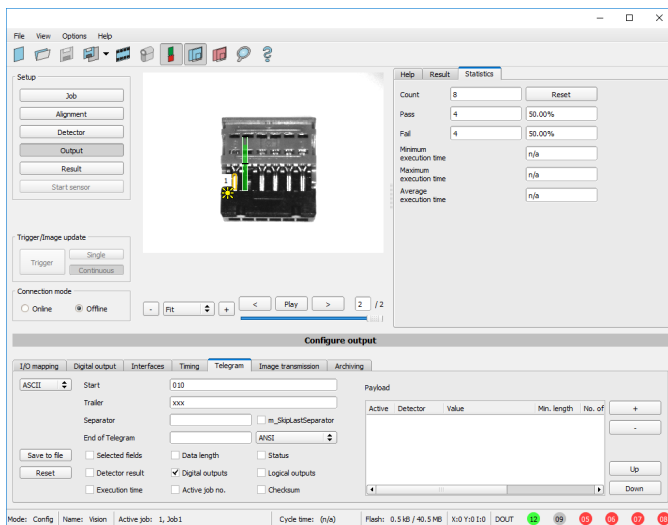 File View Options Help
Setup
Job
Alignment
Detector
Output
Result
Start sensor
Trigger/Image update
Trigger
Single
Continuous
Connection mode
Online Offline
1
- Fit + < Play > 2 / 2
Help Result Statistics
Count 8 Reset
Pass 4 50.00%
Fail 4 50.00%
Minimum
execution time n/a
Maximum
execution time n/a
Average
execution time n/a
Configure output
I/O mapping Digital output Interfaces Timing Telegram Image transmission Archiving
ASCII Start 010
Trailer xxx
Separator m_SkipLastSeparator
End of Telegram ANSI
Save to file Selected fields Data length Status
Reset Detector result Digital outputs Logical outputs
Execution time Active job no. Checksum
Payload
Active Detector Value Min. length No. of
+
-
Up
Down
Mode: Config Name: Vision Active job: 1, Job1 Cycle time: (n/a) Flash: 0.5 kB / 40.5 MB X:0 Y:0 I:0 DOUT 12 09 05 06 07 08